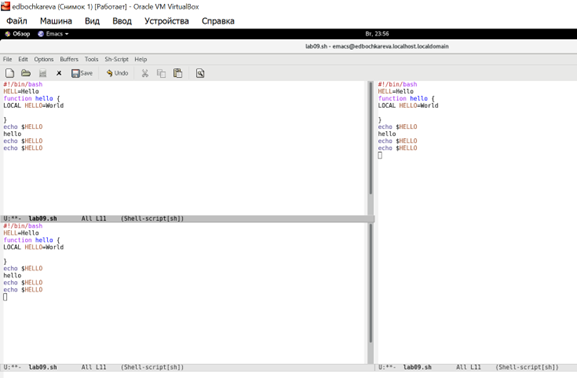 edbochkareva (Снимок 1) [Работает] - Oracle VM VirtualBox
Файл Машина Вид Ввод Устройства Справка
Обзор Emacs Вт, 23:56
lab09.sh - emacs@edbochkareva.localhost.localdomain
File Edit Options Buffers Tools Sh-Script Help
Save Undo
#!/bin/bash
HELL=Hello
function hello {
LOCAL HELLO=World
}
echo $HELLO
hello
echo $HELLO
echo $HELLO
U:**- lab09.sh All L11 (Shell-script[sh])
#!/bin/bash
HELL=Hello
function hello {
LOCAL HELLO=World
}
echo $HELLO
hello
echo $HELLO
echo $HELLO
U:**- lab09.sh All L11 (Shell-script[sh])
#!/bin/bash
HELL=Hello
function hello {
LOCAL HELLO=World
}
echo $HELLO
hello
echo $HELLO
echo $HELLO
U:**- lab09.sh All L11 (Shell-script[sh])